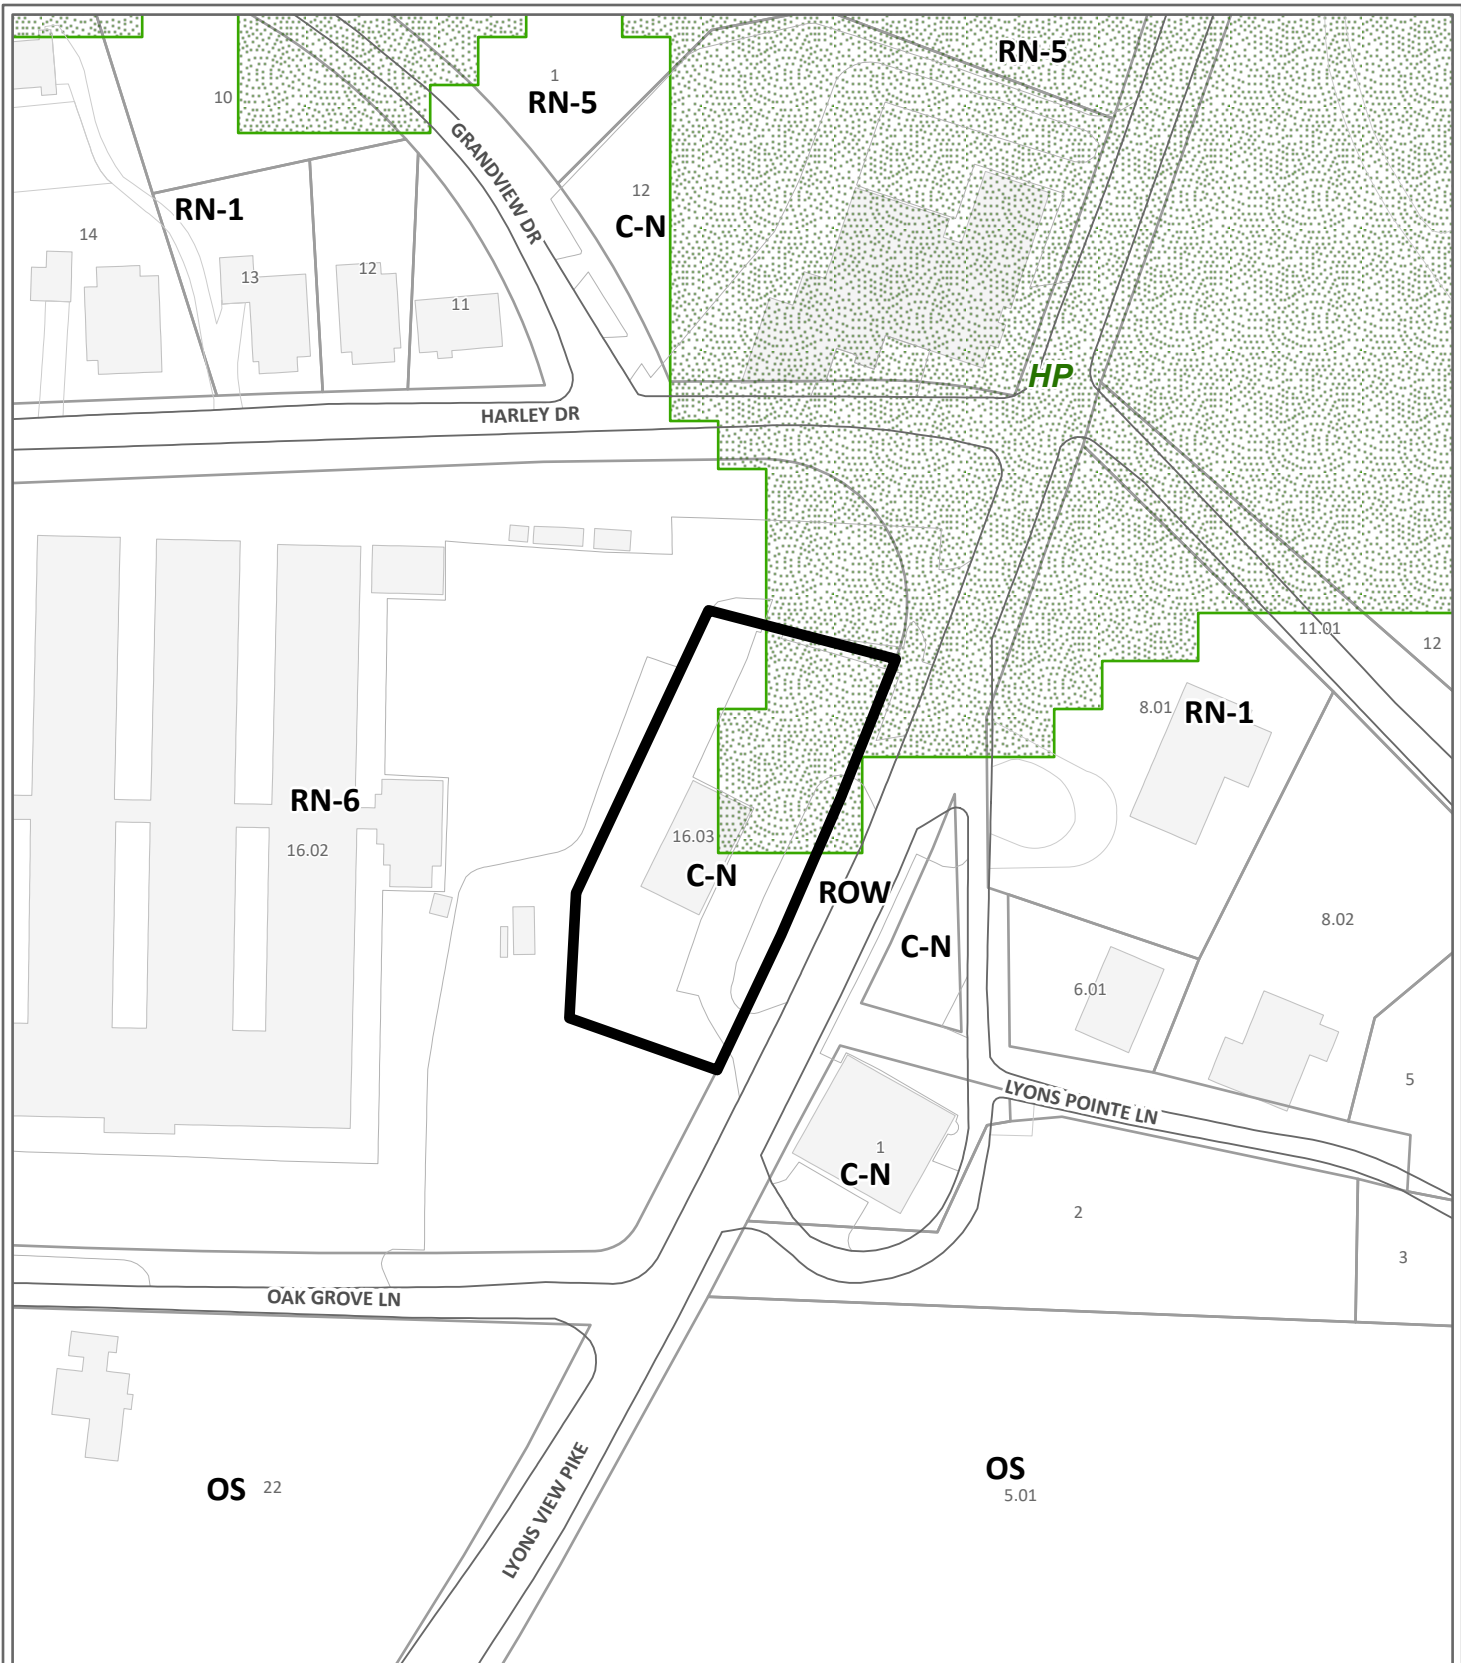 RN-5
1
RN-5
10
GRANDVIEW DR
12
C-N
RN-1
14
13
12
11
HP
HARLEY DR
11.01
12
8.01
RN-1
RN-6
16.02
16.03
C-N
ROW
C-N
8.02
6.01
5
LYONS POINTE LN
1
C-N
2
3
OAK GROVE LN
OS
22
LYONS VIEW PIKE
OS
5.01